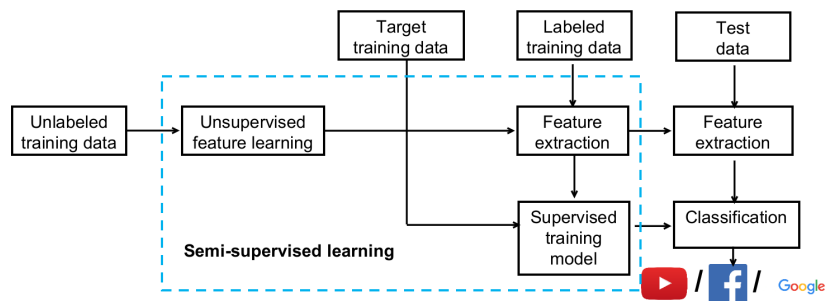 Target
training data
Labeled
training data
Test
data
Unlabeled
training data
Unsupervised
feature learning
Feature
extraction
Feature
extraction
Supervised
training
model
Classification
Semi-supervised learning
/ f /
Google